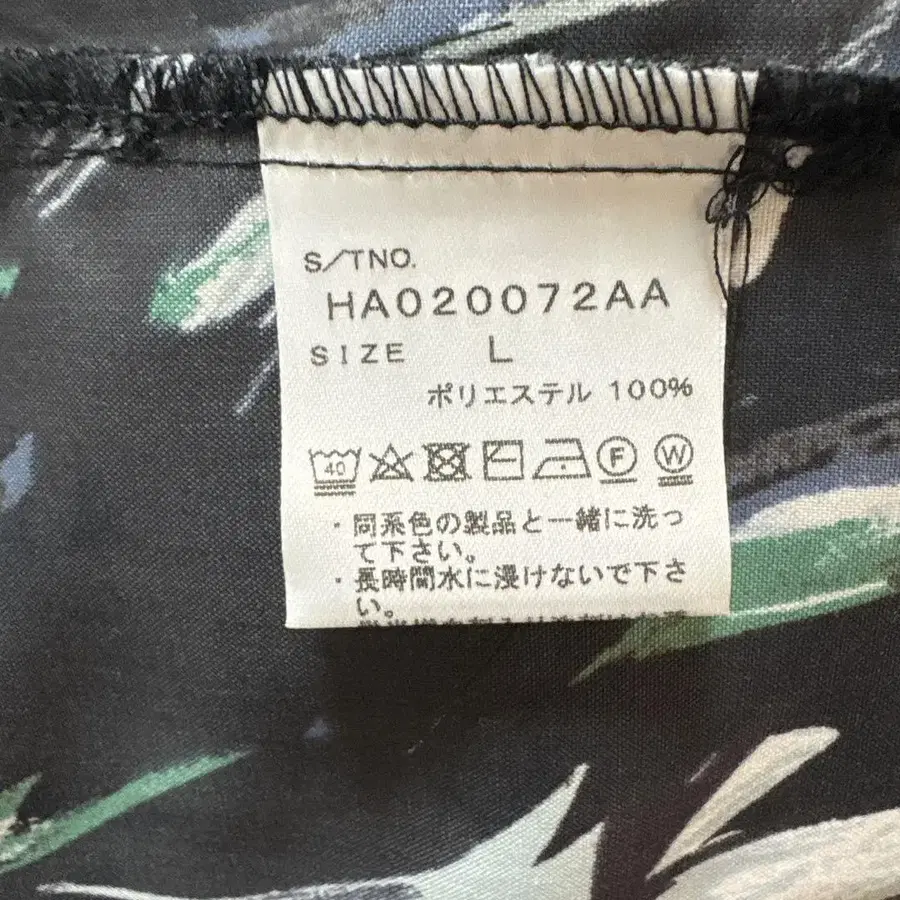 S/TNO.
HA020072AA
SIZE L
ポリエステル 100%
40 F W
・同系色の製品と一緒に洗っ
て下さい。
・長時間水に浸けないで下さ
い。